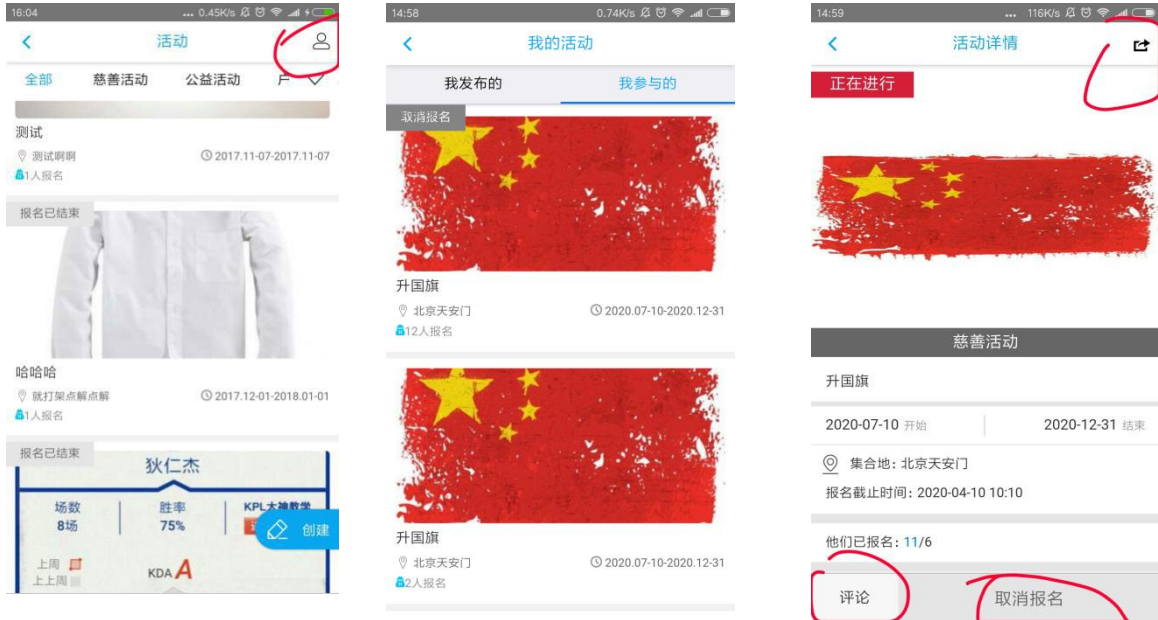 16:04
... 0.45K/s
活动
全部 慈善活动 公益活动
测试
测试啊啊 2017.11-07-2017.11-07
1人报名
报名已结束
哈哈哈
就打架点解点解 2017.12-01-2018.01-01
1人报名
报名已结束
狄仁杰
场数 胜率 KPL大神教学
8场 75%
创建
上周
上上周
KDA A
14:58 0.74K/s
我的活动
我发布的 我参与的
取消报名
升国旗
北京天安门 2020.07-10-2020.12-31
12人报名
升国旗
北京天安门 2020.07-10-2020.12-31
2人报名
14:59 ... 116K/s
活动详情
正在进行
慈善活动
升国旗
2020-07-10 开始 2020-12-31 结束
集合地: 北京天安门
报名截止时间: 2020-04-10 10:10
他们已报名: 11/6
评论 取消报名